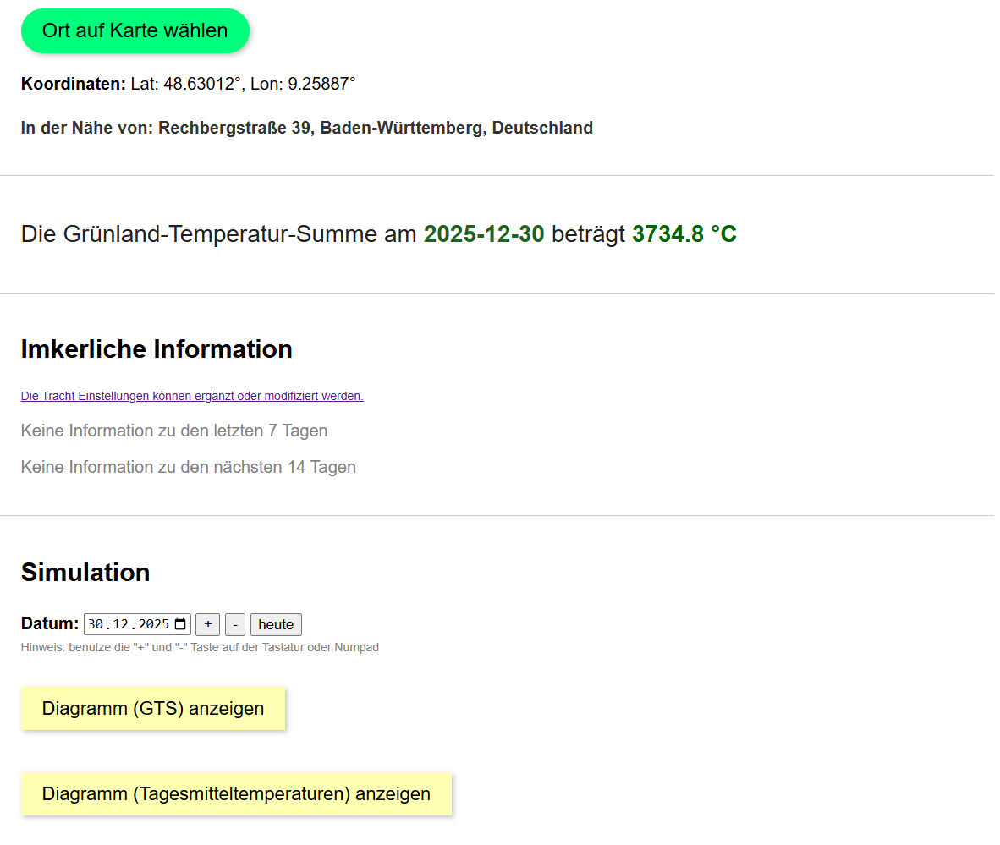 Ort auf Karte wählen
Koordinaten: Lat: 48.63012°, Lon: 9.25887°
In der Nähe von: Rechbergstraße 39, Baden-Württemberg, Deutschland
Die Grünland-Temperatur-Summe am 2025-12-30 beträgt 3734.8 °C
Imkerliche Information
Die Tracht Einstellungen können ergänzt oder modifiziert werden.
Keine Information zu den letzten 7 Tagen
Keine Information zu den nächsten 14 Tagen
Simulation
Datum: 30.12.2025 + - heute
Hinweis: benutze die "+" und "-" Taste auf der Tastatur oder Numpad
Diagramm (GTS) anzeigen
Diagramm (Tagesmitteltemperaturen) anzeigen